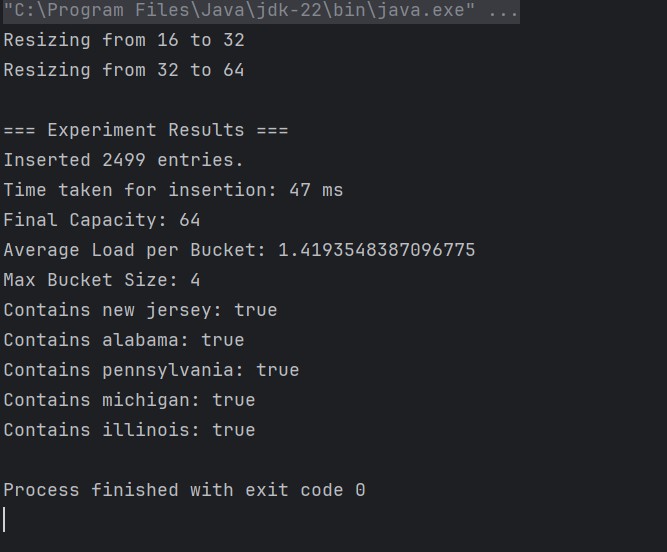 "C:\Program Files\Java\jdk-22\bin\java.exe" ...
Resizing from 16 to 32
Resizing from 32 to 64
=== Experiment Results ===
Inserted 2499 entries.
Time taken for insertion: 47 ms
Final Capacity: 64
Average Load per Bucket: 1.4193548387096775
Max Bucket Size: 4
Contains new jersey: true
Contains alabama: true
Contains pennsylvania: true
Contains michigan: true
Contains illinois: true
Process finished with exit code 0